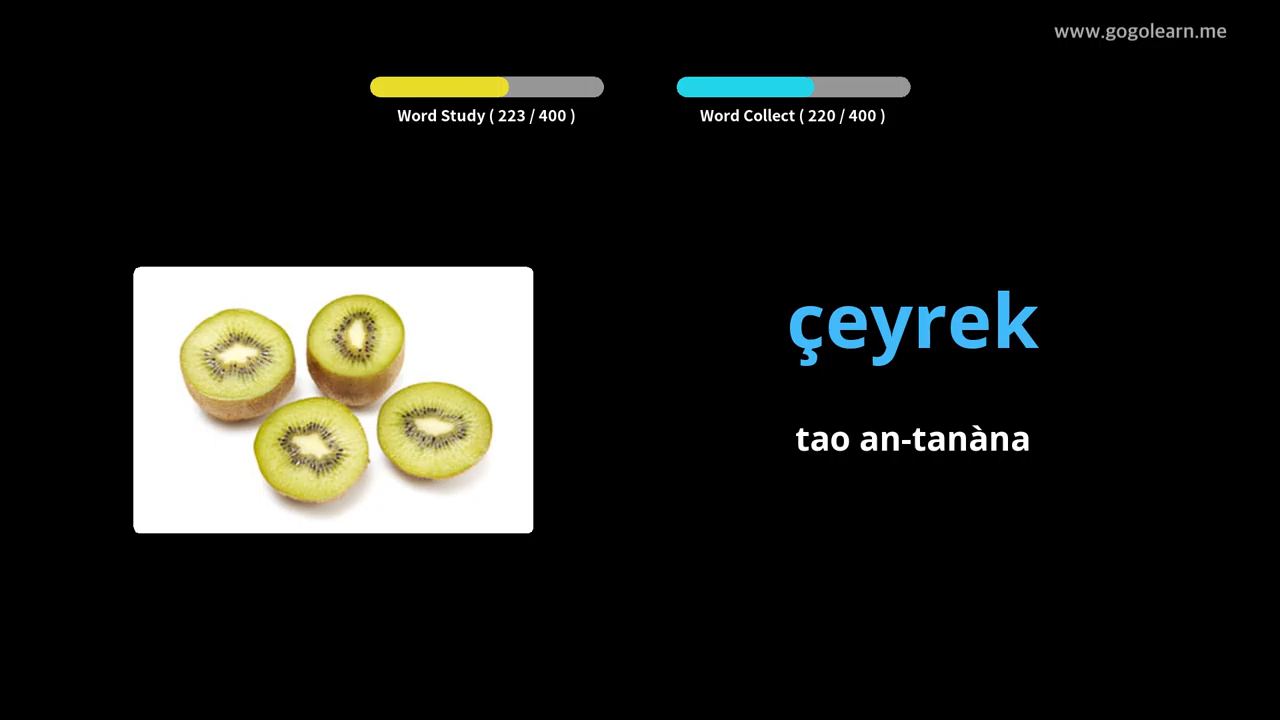 www.gogolearn.me
Word Study ( 223 / 400 )
Word Collect ( 220 / 400 )
çeyrek
tao an-tanàna